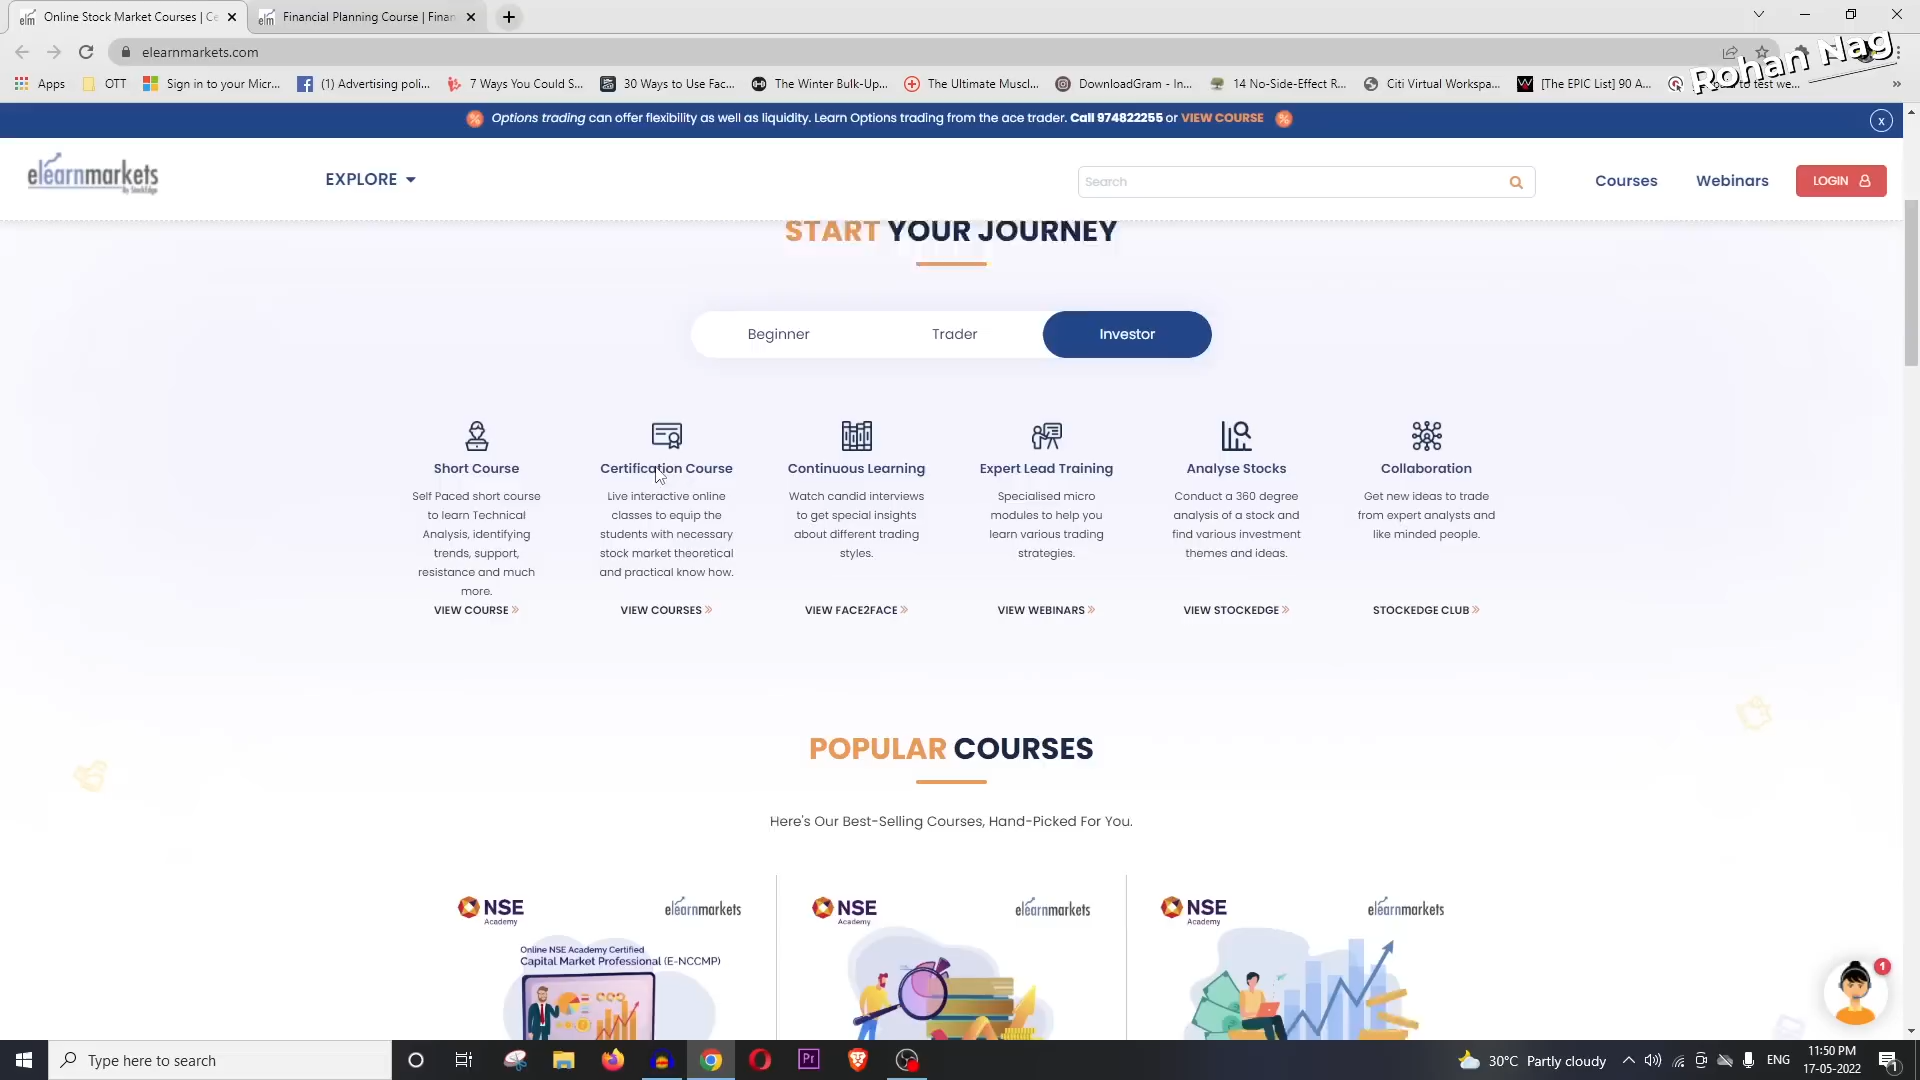 Online Stock Market Courses | Ce
Financial Planning Course | Finan
elearnmarkets.com
Rohan Nag
Apps
OTT
Sign in to your Micr...
(1) Advertising poli...
7 Ways You Could S...
30 Ways to Use Fac...
The Winter Bulk-Up...
The Ultimate Muscl...
DownloadGram - In...
14 No-Side-Effect R...
Citi Virtual Workspa...
[The EPIC List] 90 A...
to test we...
Options trading can offer flexibility as well as liquidity. Learn Options trading from the ace trader. Call 974822255 or VIEW COURSE
x
elearnmarkets
by StockEdge
EXPLORE
Search
Courses
Webinars
LOGIN
START YOUR JOURNEY
Beginner
Trader
Investor
Short Course
Self Paced short course
to learn Technical
Analysis, identifying
trends, support,
resistance and much
more.
VIEW COURSE »
Certification Course
Live interactive online
classes to equip the
students with necessary
stock market theoretical
and practical know how.
VIEW COURSES »
Continuous Learning
Watch candid interviews
to get special insights
about different trading
styles.
VIEW FACE2FACE »
Expert Lead Training
Specialised micro
modules to help you
learn various trading
strategies.
VIEW WEBINARS »
Analyse Stocks
Conduct a 360 degree
analysis of a stock and
find various investment
themes and ideas.
VIEW STOCKEDGE »
Collaboration
Get new ideas to trade
from expert analysts and
like minded people.
STOCKEDGE CLUB »
POPULAR COURSES
Here's Our Best-Selling Courses, Hand-Picked For You.
NSE
Academy
elearnmarkets
Online NSE Academy Certified
Capital Market Professional (E-NCCMP)
NSE
Academy
elearnmarkets
NSE
Academy
elearnmarkets
1
Type here to search
Pr
30°C Partly cloudy
ENG
11:50 PM
17-05-2022
1